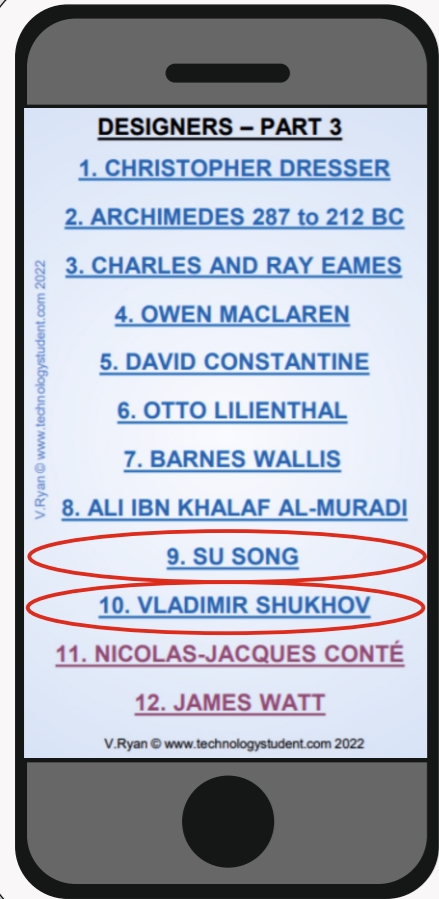 DESIGNERS – PART 3
1. CHRISTOPHER DRESSER
2. ARCHIMEDES 287 to 212 BC
3. CHARLES AND RAY EAMES
4. OWEN MACLAREN
5. DAVID CONSTANTINE
6. OTTO LILIENTHAL
7. BARNES WALLIS
8. ALI IBN KHALAF AL-MURADI
9. SU SONG
10. VLADIMIR SHUKHOV
11. NICOLAS-JACQUES CONTÉ
12. JAMES WATT
V.Ryan © www.technologystudent.com 2022
V.Ryan © www.technologystudent.com 2022